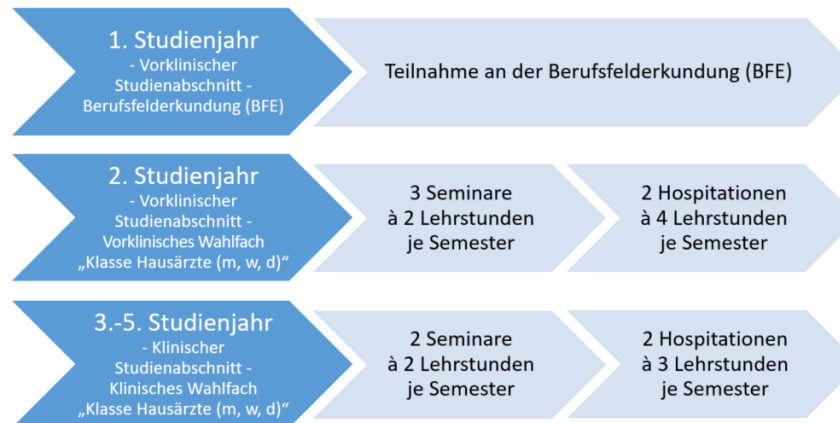 1. Studienjahr
- Vorklinischer
Studienabschnitt -
Berufsfelderkundung (BFE)
Teilnahme an der Berufsfelderkundung (BFE)
2. Studienjahr
- Vorklinischer
Studienabschnitt -
Vorklinisches Wahlfach
„Klasse Hausärzte (m, w, d)“
3 Seminare
à 2 Lehrstunden
je Semester
2 Hospitationen
à 4 Lehrstunden
je Semester
3.-5. Studienjahr
- Klinischer
Studienabschnitt -
Klinisches Wahlfach
„Klasse Hausärzte (m, w, d)“
2 Seminare
à 2 Lehrstunden
je Semester
2 Hospitationen
à 3 Lehrstunden
je Semester